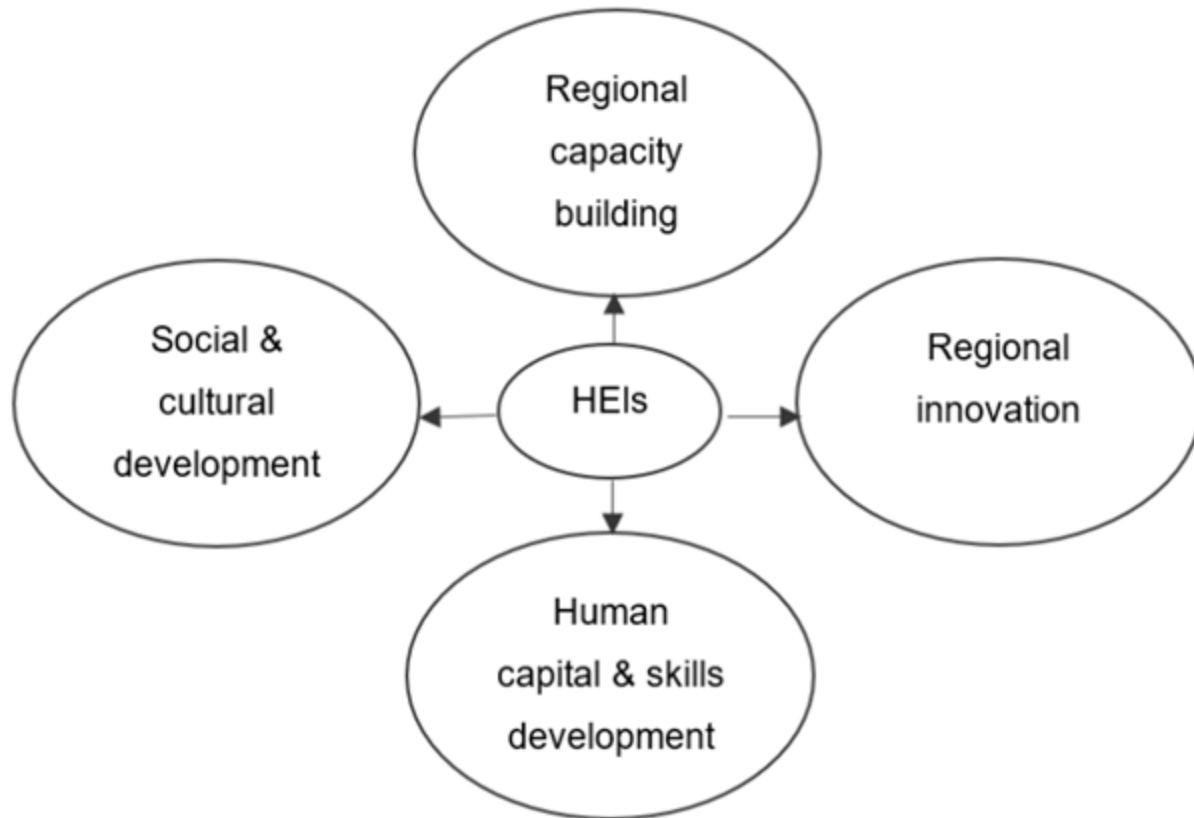 Regional
capacity
building
Social &
cultural
development
HEIs
Regional
innovation
Human
capital & skills
development